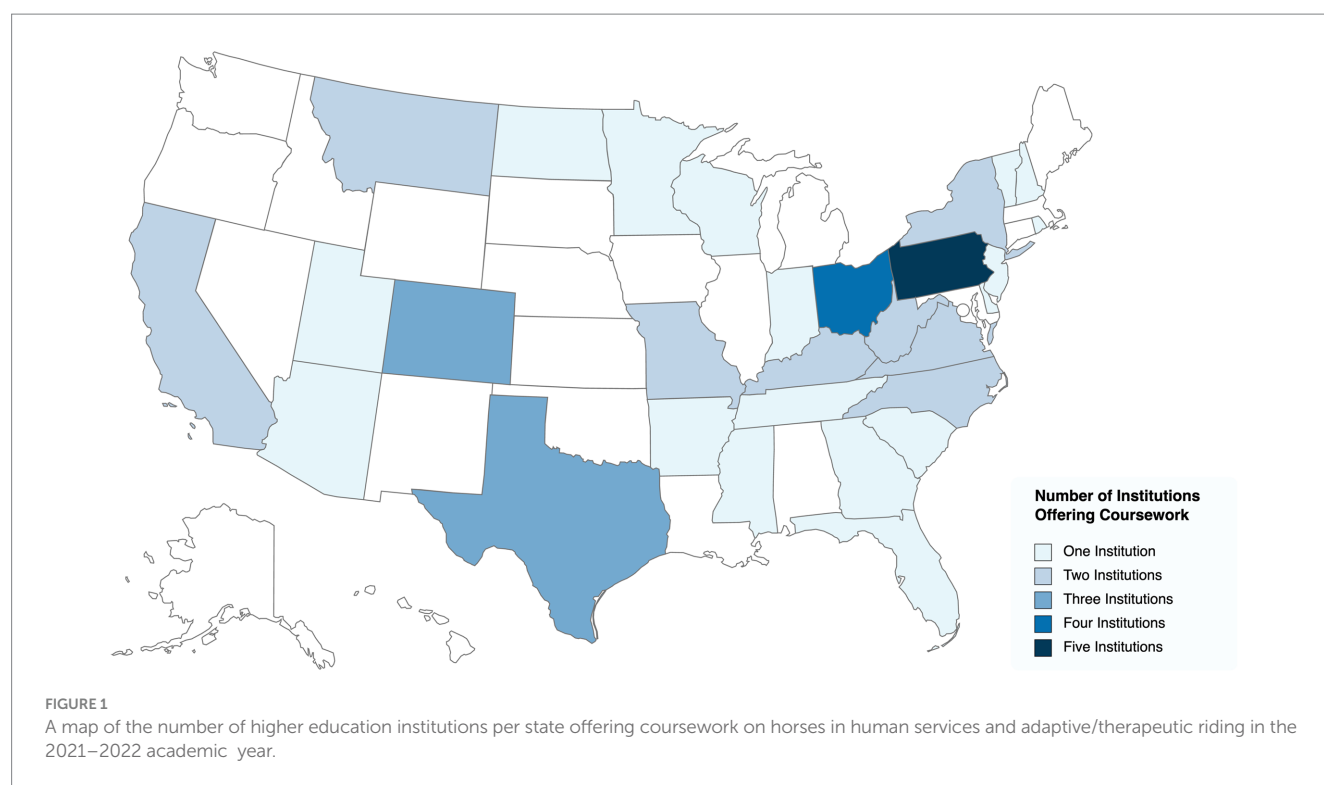 Number of Institutions
Offering Coursework
One Institution
Two Institutions
Three Institutions
Four Institutions
Five Institutions
FIGURE 1
A map of the number of higher education institutions per state offering coursework on horses in human services and adaptive/therapeutic riding in the
2021–2022 academic year.